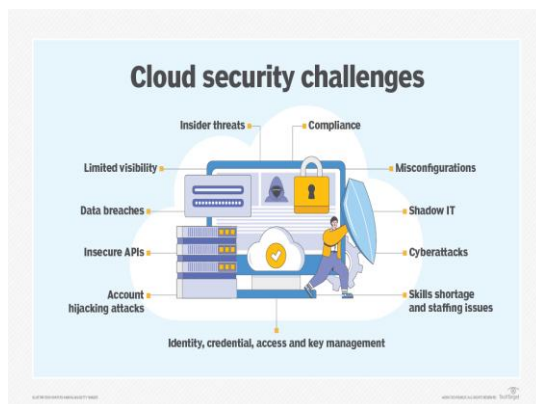 Cloud security challenges
Insider threats
Compliance
Limited visibility
Misconfigurations
Data breaches
Shadow IT
Insecure APIs
Cyberattacks
Account
hijacking attacks
Skills shortage
and staffing issues
Identity, credential, access and key management
TechTarget